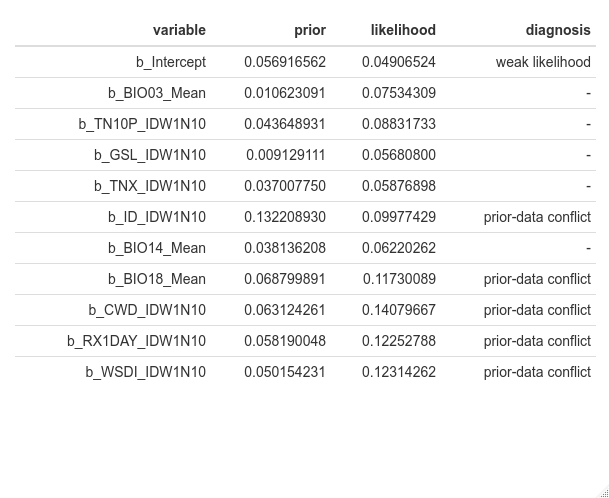 variable prior likelihood diagnosis
b_Intercept 0.056916562 0.04906524 weak likelihood
b_BIO03_Mean 0.010623091 0.07534309 -
b_TN10P_IDW1N10 0.043648931 0.08831733 -
b_GSL_IDW1N10 0.009129111 0.05680800 -
b_TNX_IDW1N10 0.037007750 0.05876898 -
b_ID_IDW1N10 0.132208930 0.09977429 prior-data conflict
b_BIO14_Mean 0.038136208 0.06220262 -
b_BIO18_Mean 0.068799891 0.11730089 prior-data conflict
b_CWD_IDW1N10 0.063124261 0.14079667 prior-data conflict
b_RX1DAY_IDW1N10 0.058190048 0.12252788 prior-data conflict
b_WSDI_IDW1N10 0.050154231 0.12314262 prior-data conflict